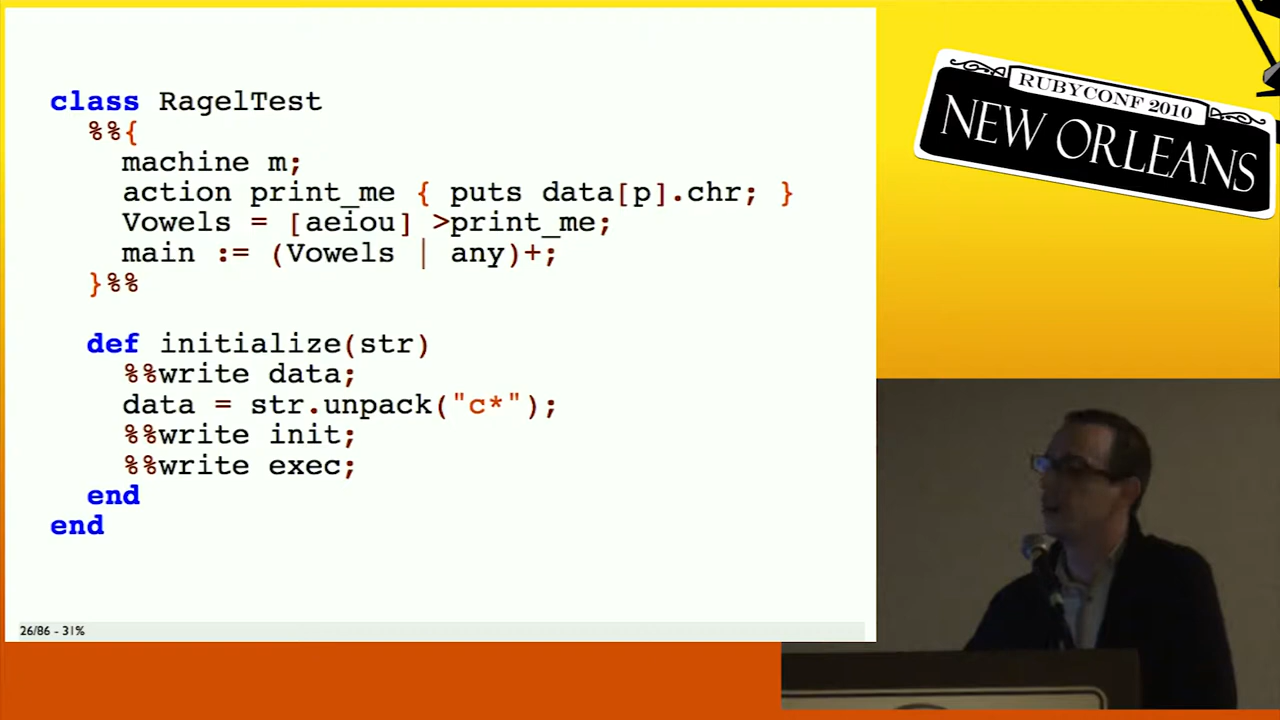 class RagelTest
  %%{
    machine m;
    action print_me { puts data[p].chr; }
    Vowels = [aeiou] >print_me;
    main := (Vowels | any)+;
  }%%
  def initialize(str)
    %%write data;
    data = str.unpack("c*");
    %%write init;
    %%write exec;
  end
end
26/86 - 31%
RUBYCONF 2010
NEW ORLEANS